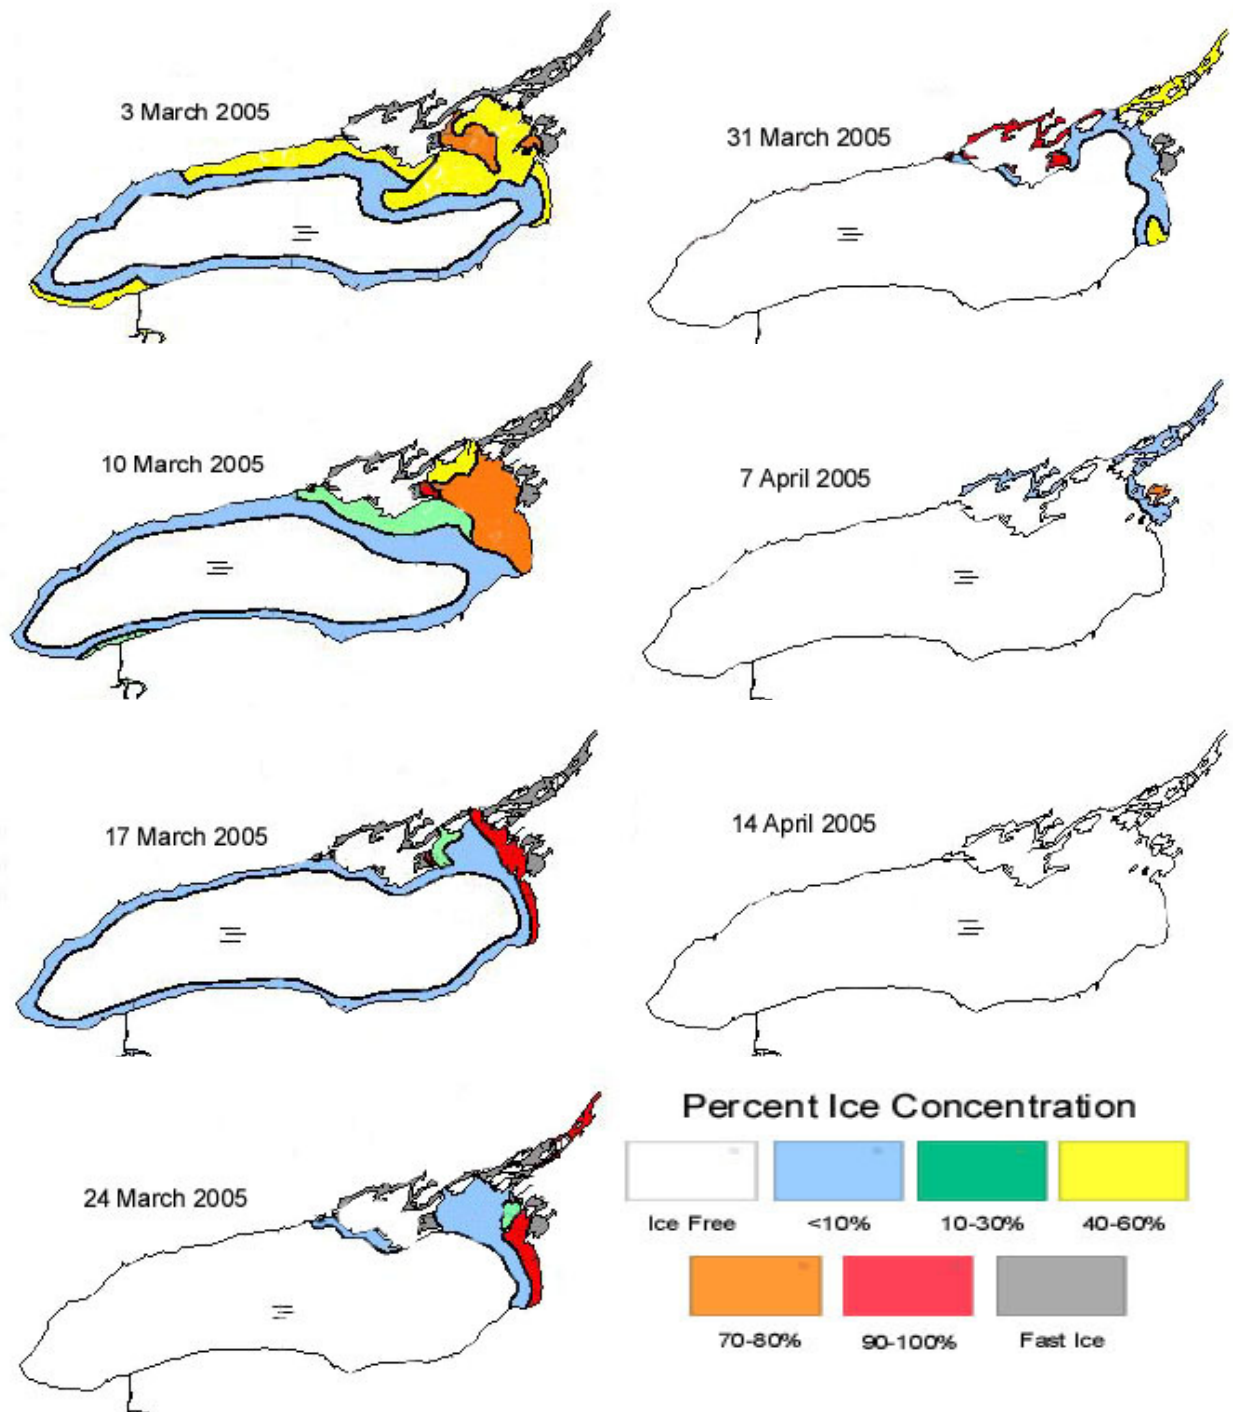 3 March 2005
31 March 2005
10 March 2005
7 April 2005
17 March 2005
14 April 2005
24 March 2005
Percent Ice Concentration
Ice Free
<10%
10-30%
40-60%
70-80%
90-100%
Fast Ice